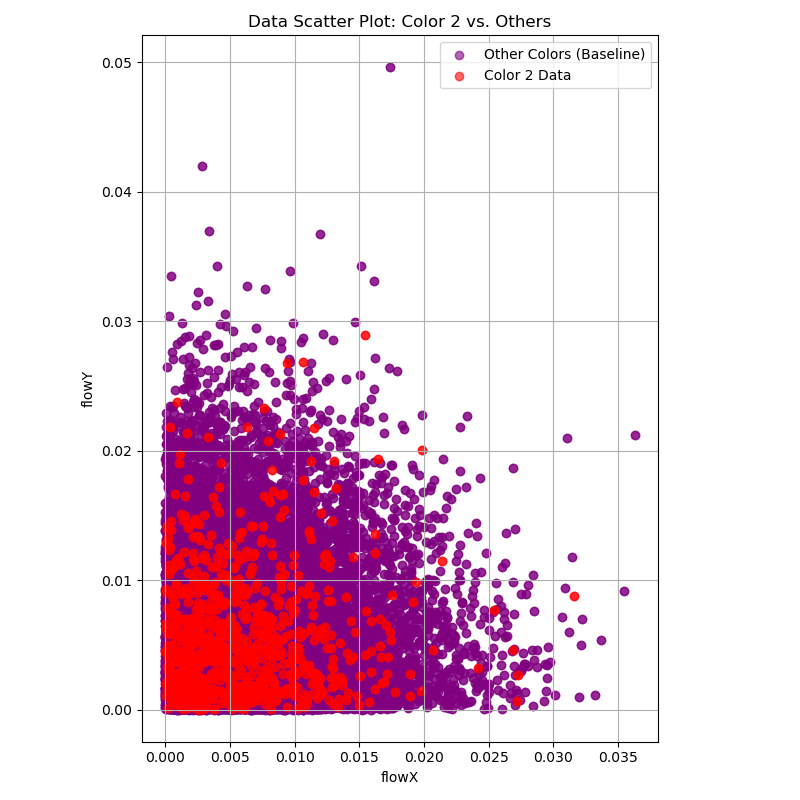 Data Scatter Plot: Color 2 vs. Others
Other Colors (Baseline)
Color 2 Data
flowY
0.05
0.04
0.03
0.02
0.01
0.00
0.000 0.005 0.010 0.015 0.020 0.025 0.030 0.035
flowX